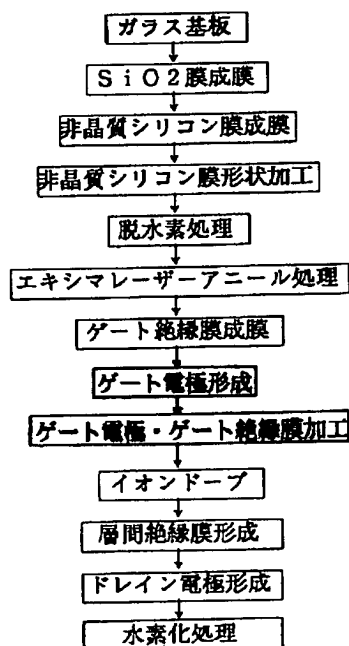 ガラス基板
SiO2膜成膜
非晶質シリコン膜成膜
非晶質シリコン膜形状加工
脱水素処理
エキシマレーザーアニール処理
ゲート絶縁膜成膜
ゲート電極形成
ゲート電極・ゲート絶縁膜加工
イオンドープ
層間絶縁膜形成
ドレイン電極形成
水素化処理